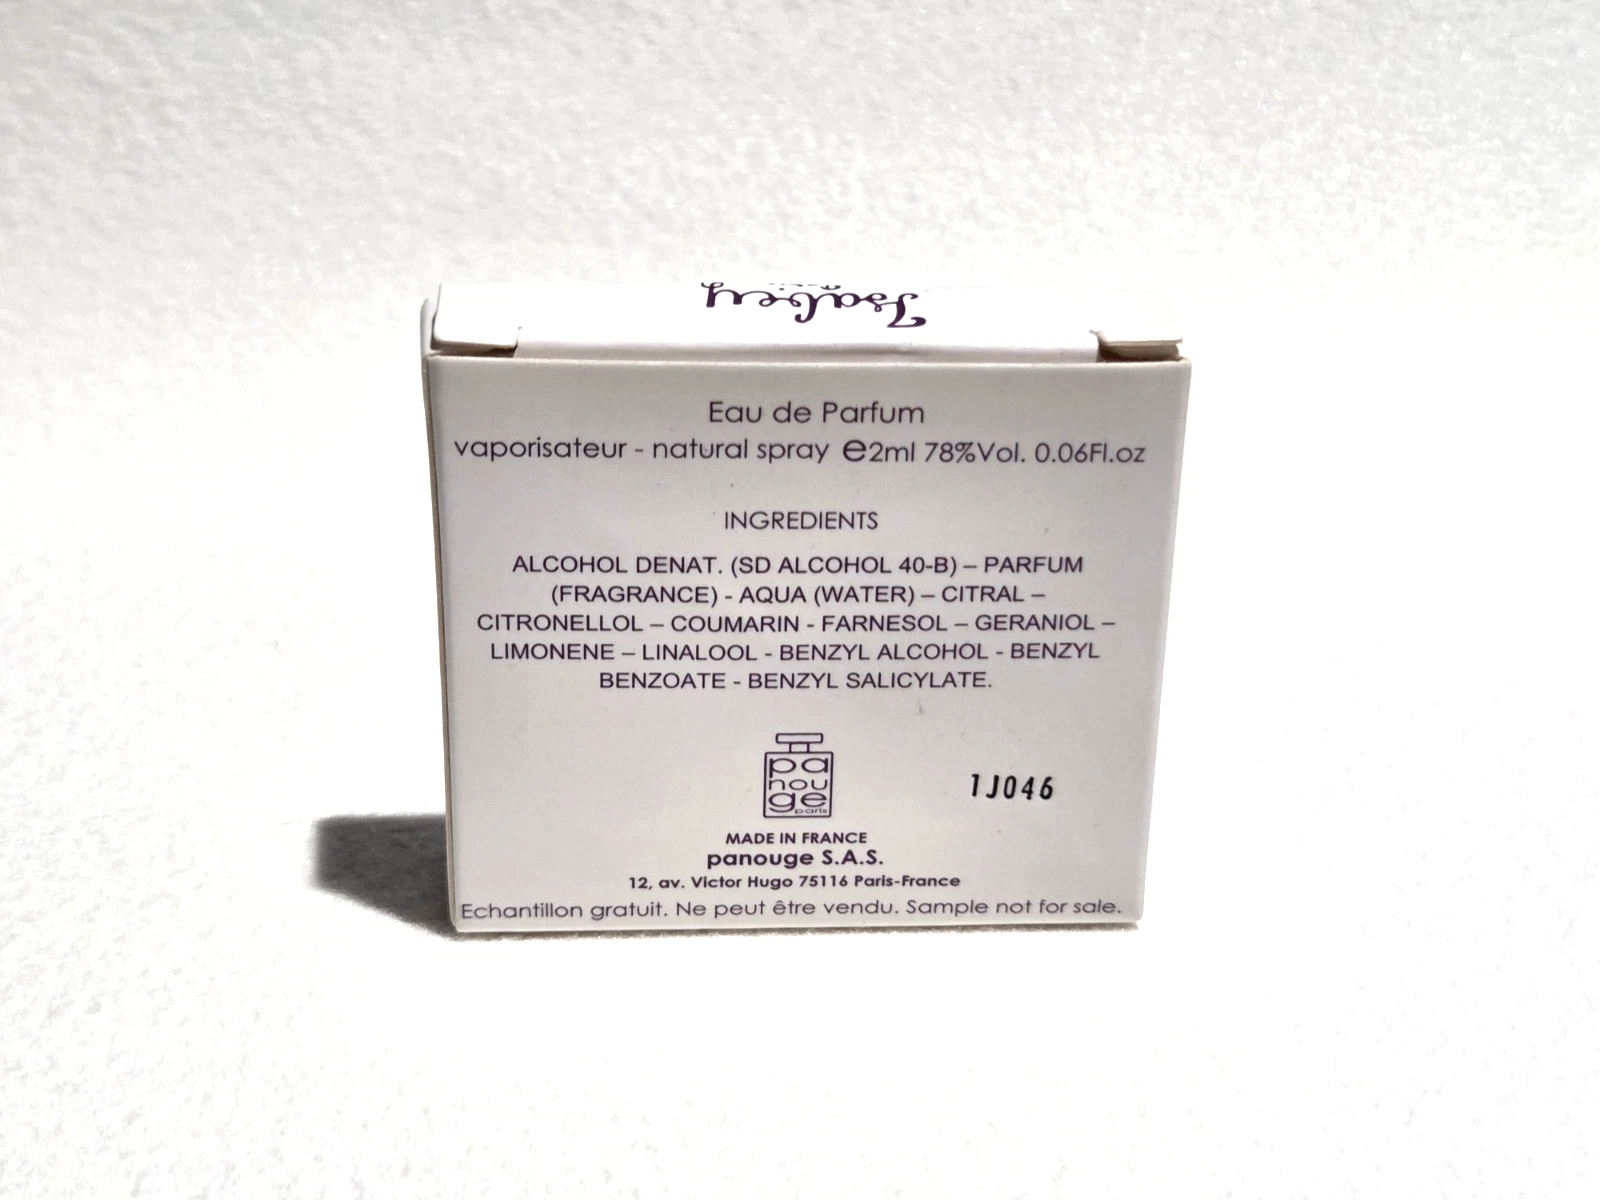 Isabey
Eau de Parfum
vaporisateur - natural spray ℮2ml 78%Vol. 0.06Fl.oz
INGREDIENTS
ALCOHOL DENAT. (SD ALCOHOL 40-B) – PARFUM
(FRAGRANCE) - AQUA (WATER) – CITRAL –
CITRONELLOL – COUMARIN - FARNESOL – GERANIOL –
LIMONENE – LINALOOL - BENZYL ALCOHOL - BENZYL
BENZOATE - BENZYL SALICYLATE.
pa
nou
ge
paris
1J046
MADE IN FRANCE
panouge S.A.S.
12, av. Victor Hugo 75116 Paris-France
Echantillon gratuit. Ne peut être vendu. Sample not for sale.